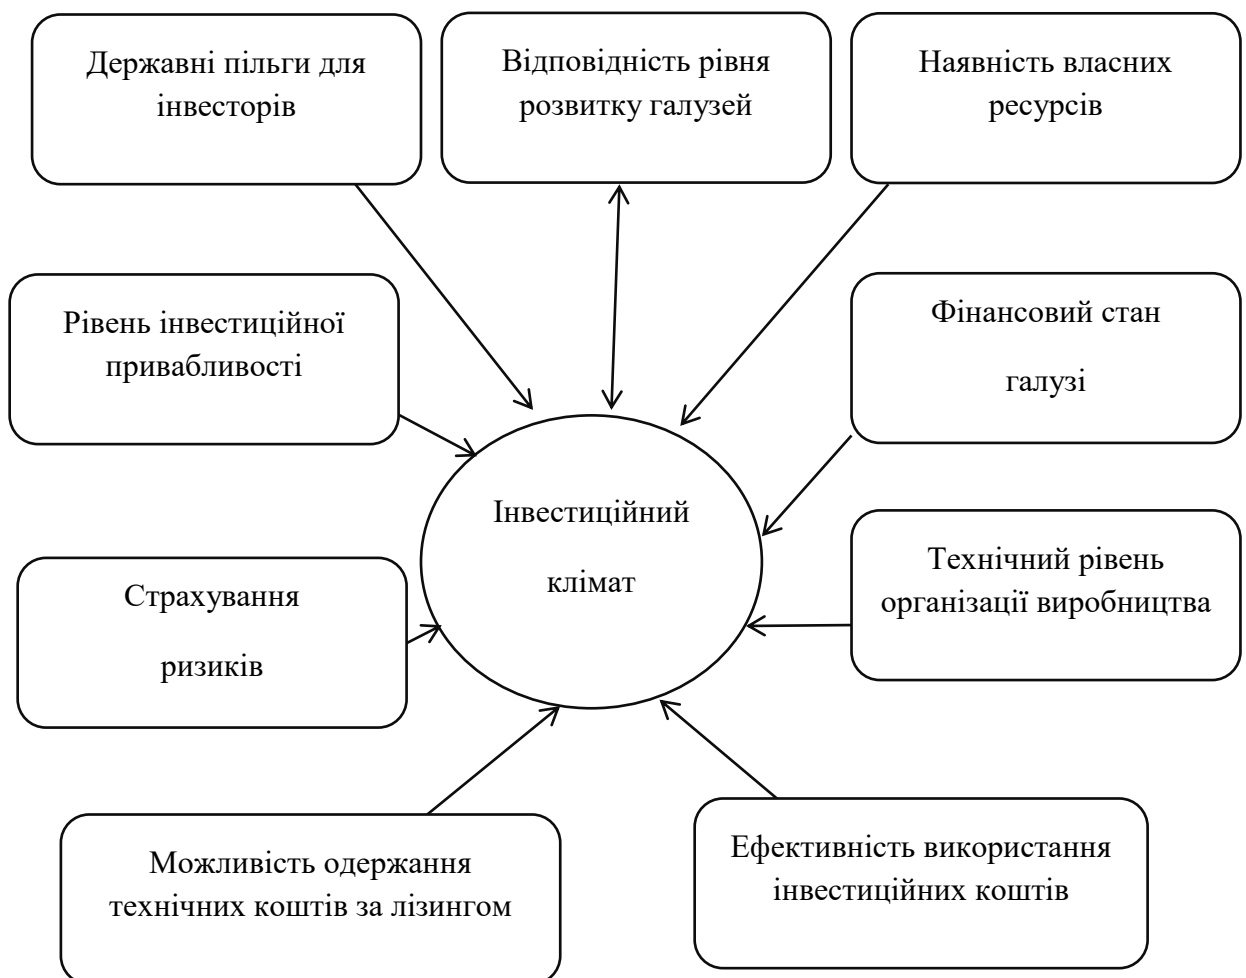 Державні пільги для
інвесторів
Відповідність рівня
розвитку галузей
Наявність власних
ресурсів
Рівень інвестиційної
привабливості
Фінансовий стан
галузі
Інвестиційний
клімат
Страхування
ризиків
Технічний рівень
організації виробництва
Можливість одержання
технічних коштів за лізингом
Ефективність використання
інвестиційних коштів